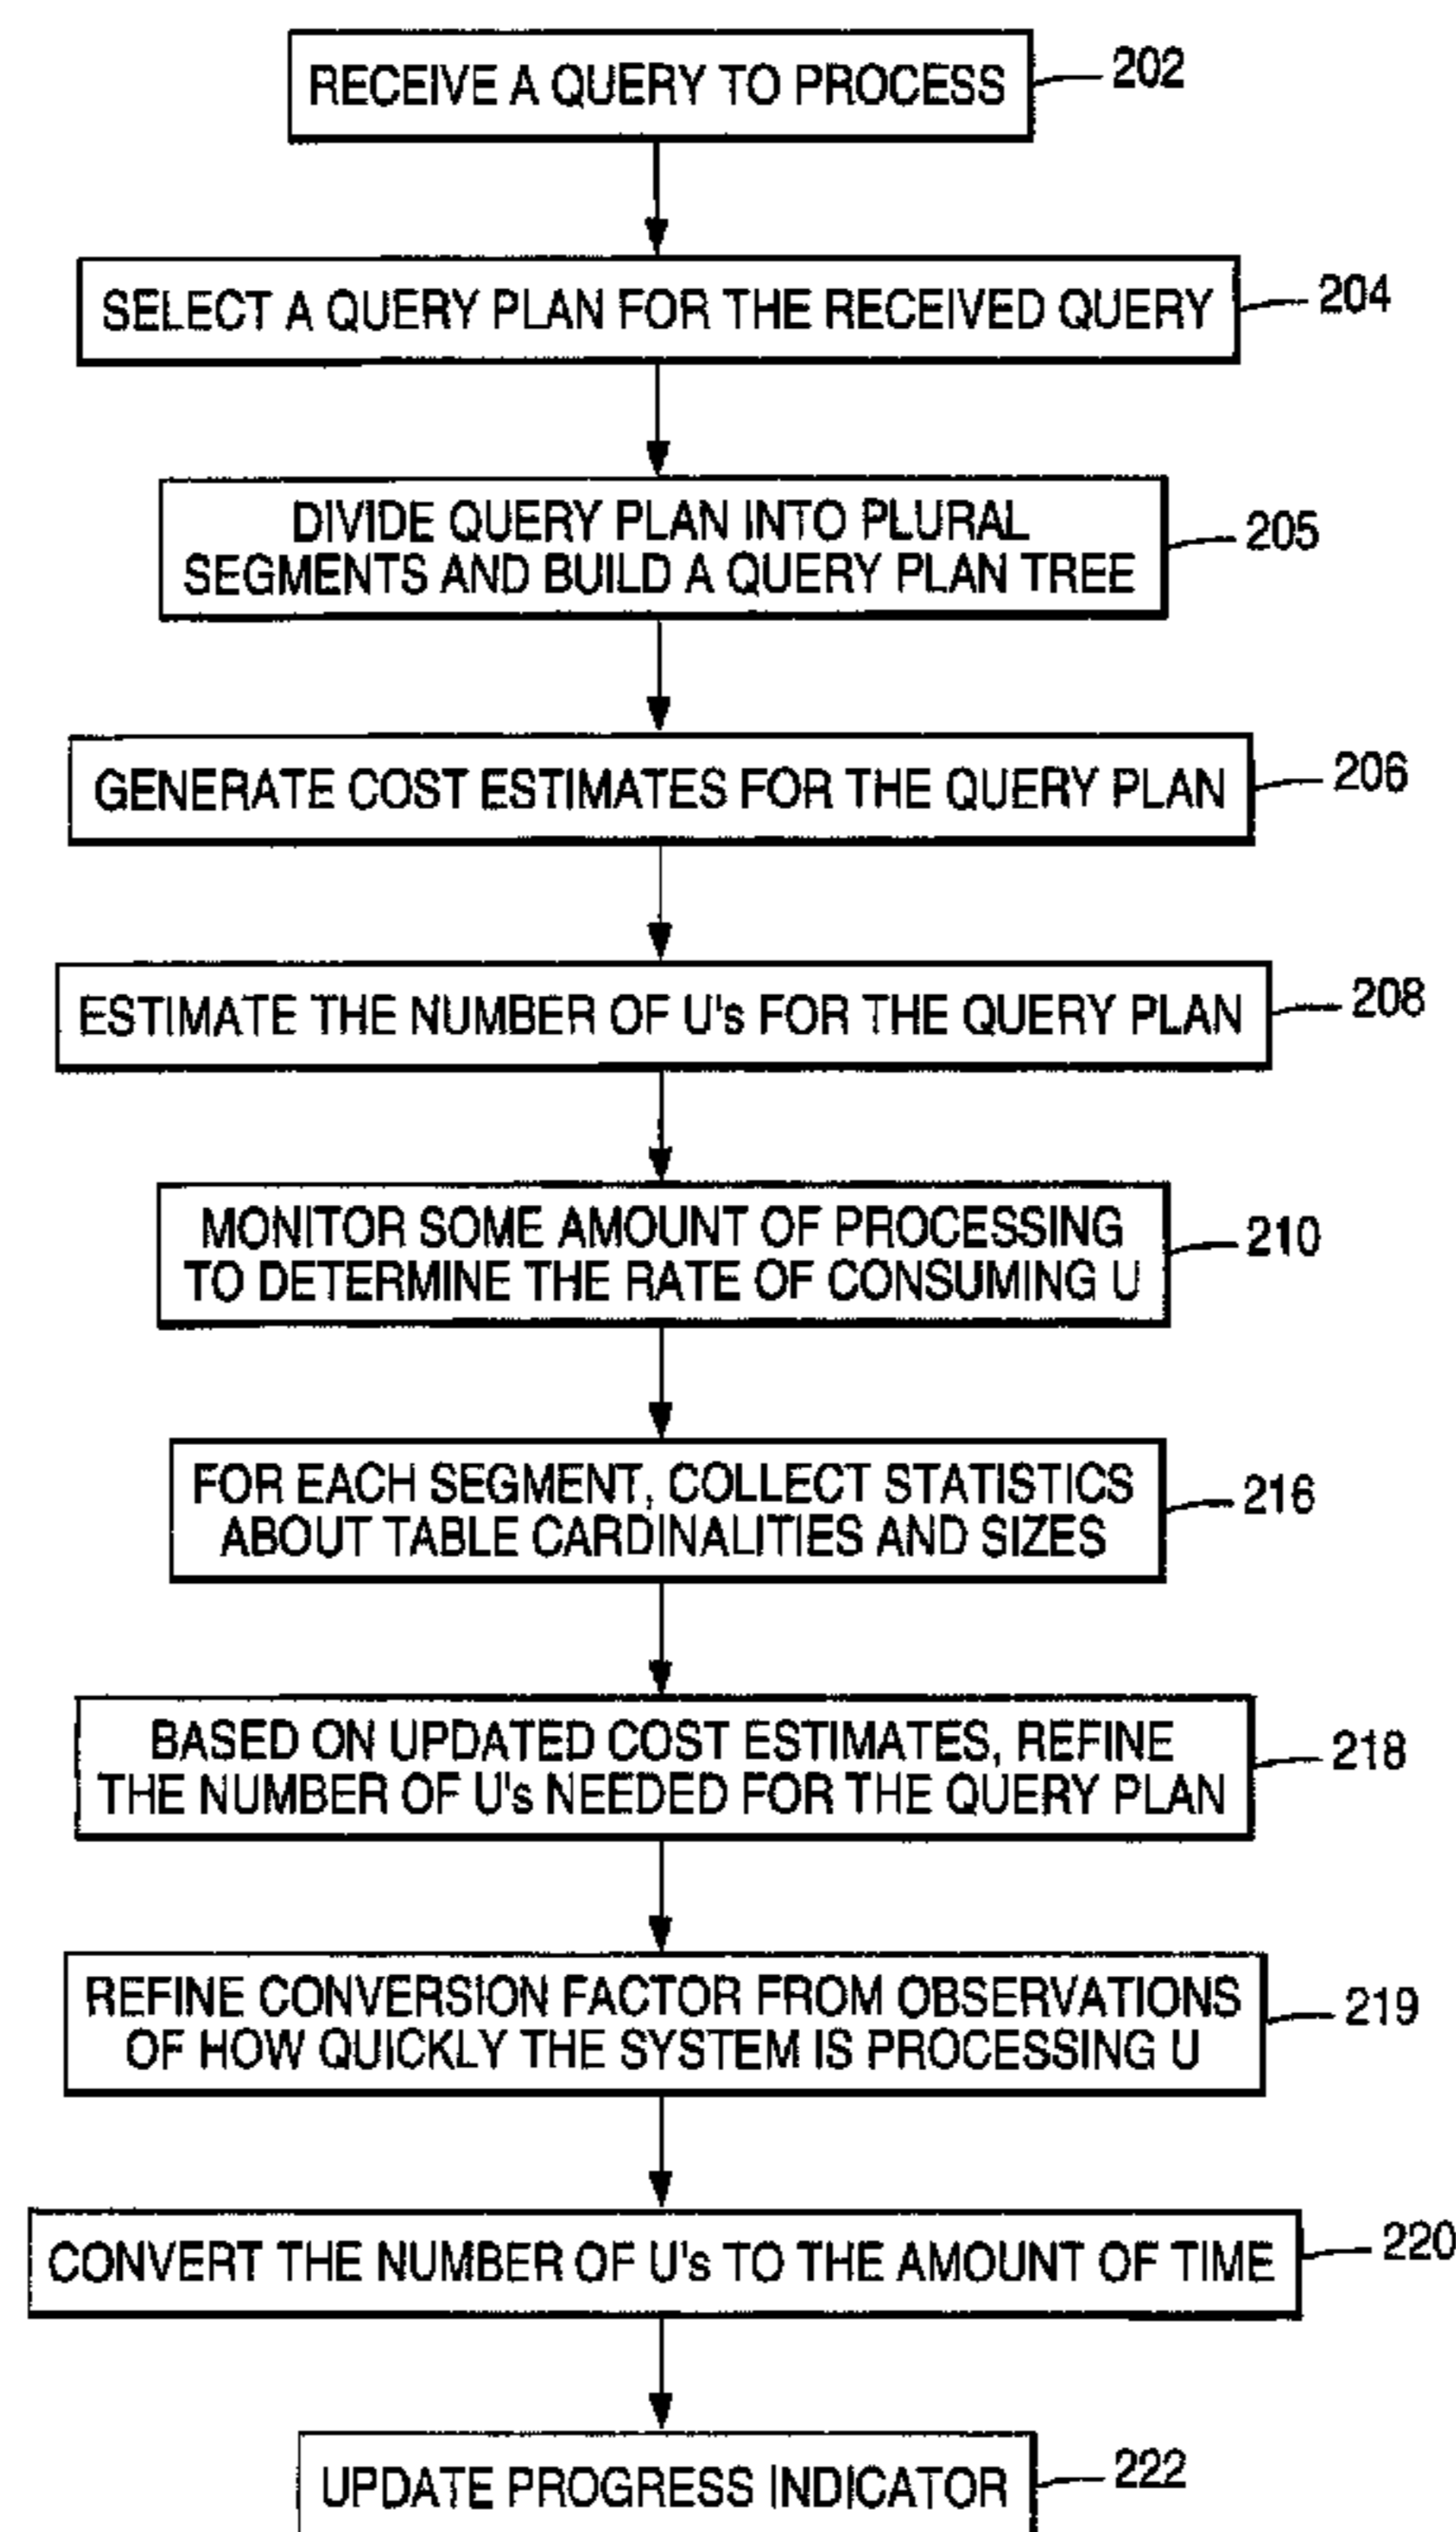 RECEIVE A QUERY TO PROCESS
202
SELECT A QUERY PLAN FOR THE RECEIVED QUERY
204
DIVIDE QUERY PLAN INTO PLURAL
SEGMENTS AND BUILD A QUERY PLAN TREE
205
GENERATE COST ESTIMATES FOR THE QUERY PLAN
206
ESTIMATE THE NUMBER OF U's FOR THE QUERY PLAN
208
MONITOR SOME AMOUNT OF PROCESSING
TO DETERMINE THE RATE OF CONSUMING U
210
FOR EACH SEGMENT, COLLECT STATISTICS
ABOUT TABLE CARDINALITIES AND SIZES
216
BASED ON UPDATED COST ESTIMATES, REFINE
THE NUMBER OF U's NEEDED FOR THE QUERY PLAN
218
REFINE CONVERSION FACTOR FROM OBSERVATIONS
OF HOW QUICKLY THE SYSTEM IS PROCESSING U
219
CONVERT THE NUMBER OF U's TO THE AMOUNT OF TIME
220
UPDATE PROGRESS INDICATOR
222